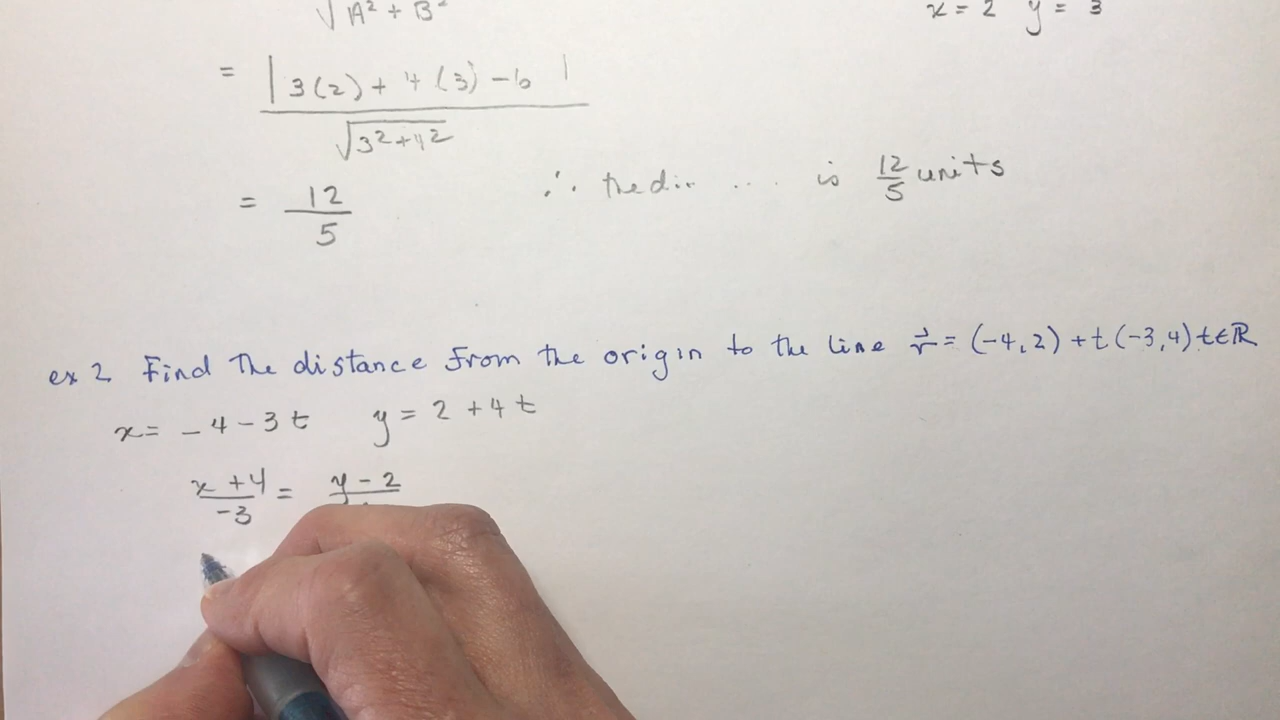 √A² + B²
x = 2 y = 3
= | 3(2) + 4(3) - 6 |
√3²+4²
= 12/5
∴ the di.. .... is 12/5 units
ex 2 Find The distance from the origin to the line r⃗ = (-4,2) + t(-3,4) t∈ℝ
x = -4-3t y = 2+4t
x+4/-3 = y-2